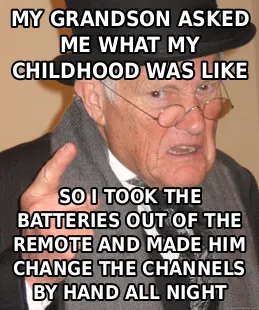 MY GRANDSON ASKED
ME WHAT MY
CHILDHOOD WAS LIKE
SO I TOOK THE
BATTERIES OUT OF THE
REMOTE AND MADE HIM
CHANGE THE CHANNELS
BY HAND ALL NIGHT